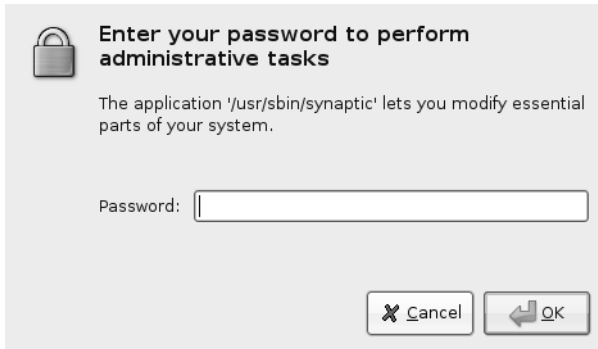 Enter your password to perform
administrative tasks
The application '/usr/sbin/synaptic' lets you modify essential
parts of your system.
Password:
Cancel
OK